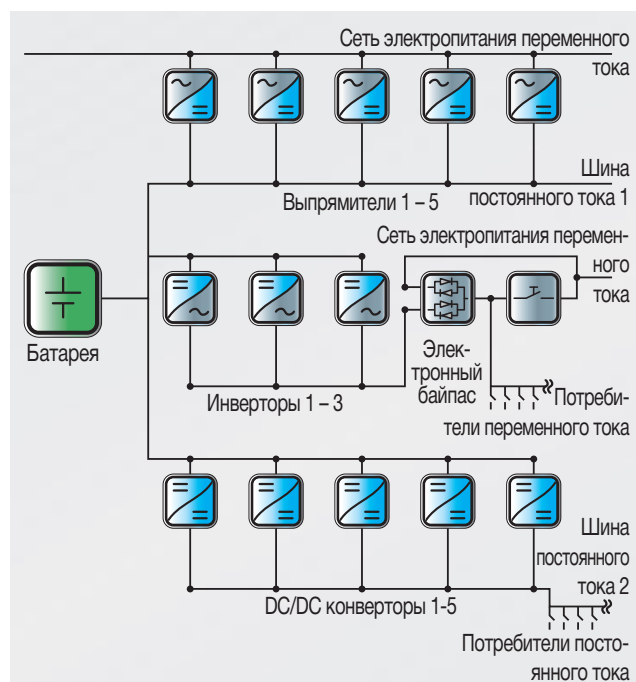 Сеть электропитания переменного
тока
Шина
Выпрямители 1 – 5
постоянного тока 1
Сеть электропитания перемен-
ного
тока
Батарея
Элек-
тронный
байпас
Инверторы 1 – 3
Потреби-
тели переменного тока
Шина
постоянного
тока 2
DC/DC конверторы 1-5
Потребители посто-
янного тока